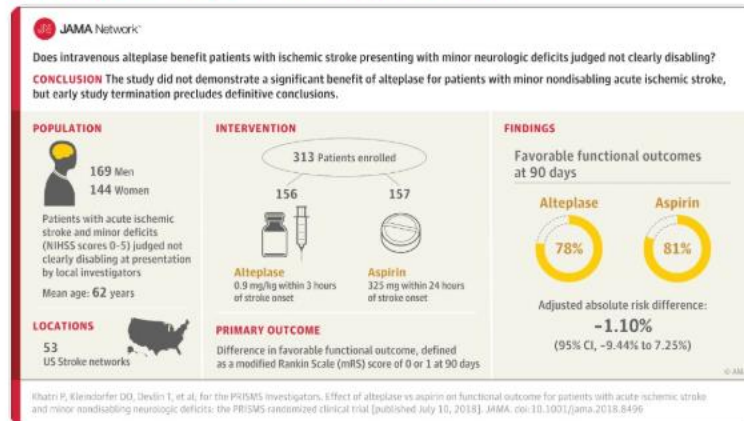 JAMA Network™
Does intravenous alteplase benefit patients with ischemic stroke presenting with minor neurologic deficits judged not clearly disabling?
CONCLUSION The study did not demonstrate a significant benefit of alteplase for patients with minor nondisabling acute ischemic stroke,
but early study termination precludes definitive conclusions.
POPULATION
169 Men
144 Women
Patients with acute ischemic
stroke and minor deficits
(NIHSS scores 0-5) judged not
clearly disabling at presentation
by local investigators
Mean age: 62 years
LOCATIONS
53
US Stroke networks
INTERVENTION
313 Patients enrolled
156
157
Alteplase
0.9 mg/kg within 3 hours
of stroke onset
Aspirin
325 mg within 24 hours
of stroke onset
PRIMARY OUTCOME
Difference in favorable functional outcome, defined
as a modified Rankin Scale (mRS) score of 0 or 1 at 90 days
FINDINGS
Favorable functional outcomes
at 90 days
Alteplase
Aspirin
78%
81%
Adjusted absolute risk difference:
−1.10%
(95% CI, −9.44% to 7.25%)
© AMA
Khatri P, Kleindorfer DO, Devlin T, et al; for the PRISMS Investigators. Effect of alteplase vs aspirin on functional outcome for patients with acute ischemic stroke
and minor nondisabling neurologic deficits: the PRISMS randomized clinical trial [published July 10, 2018]. JAMA. doi:10.1001/jama.2018.8496